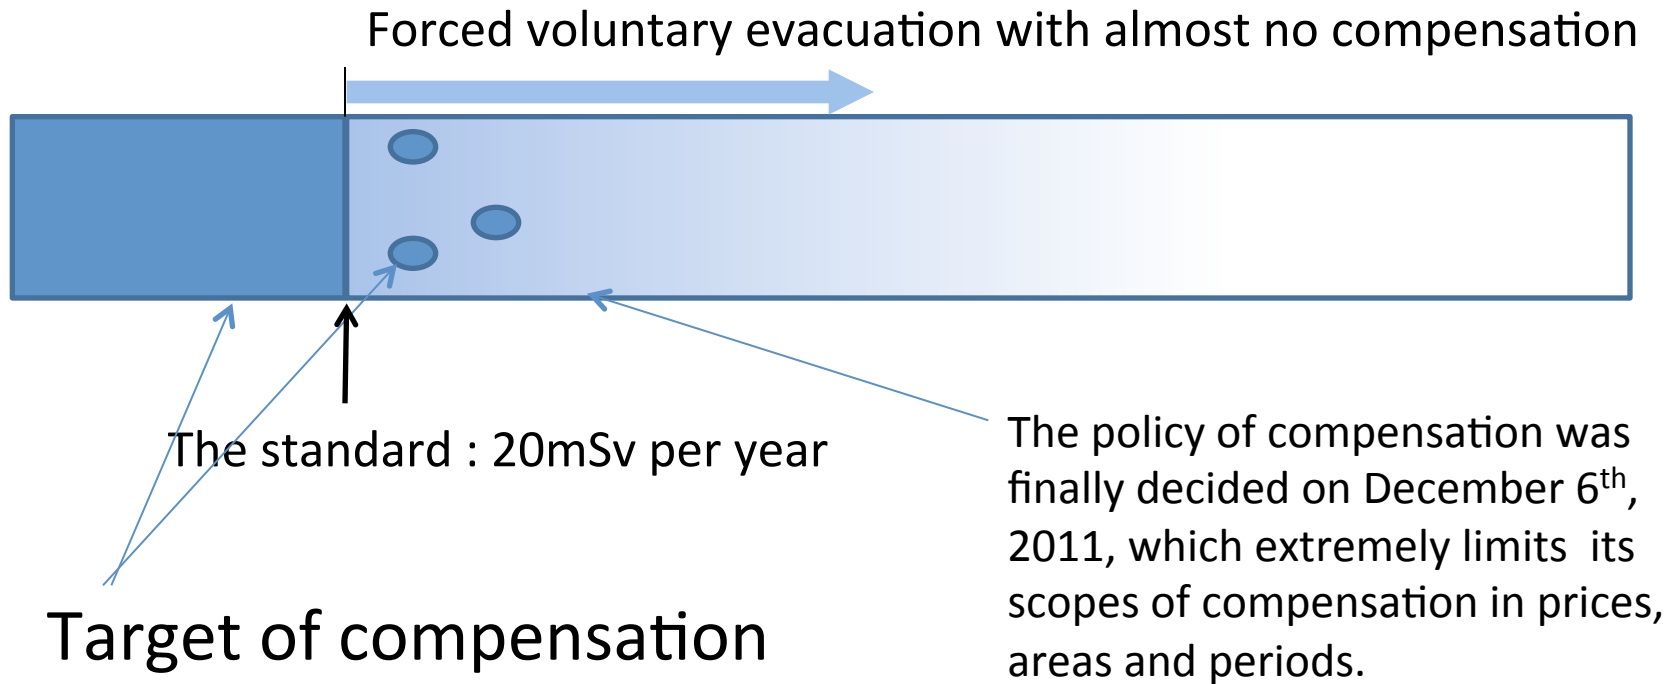 Forced voluntary evacuation with almost no compensation
The standard : 20mSv per year
Target of compensation
The policy of compensation was
finally decided on December 6th,
2011, which extremely limits its
scopes of compensation in prices,
areas and periods.